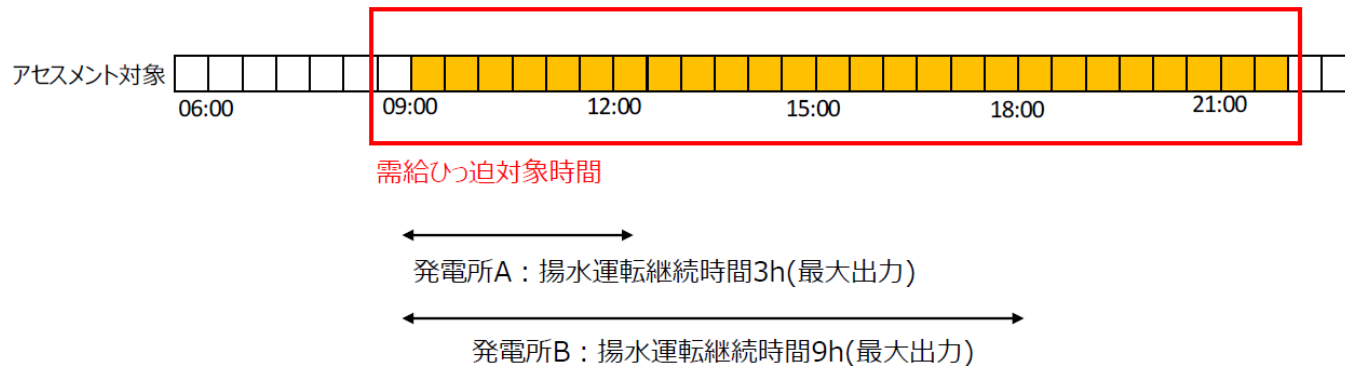 アセスメント対象
06:00 09:00 12:00 15:00 18:00 21:00
需給ひっ迫対象時間
発電所A：揚水運転継続時間3h(最大出力)
発電所B：揚水運転継続時間9h(最大出力)